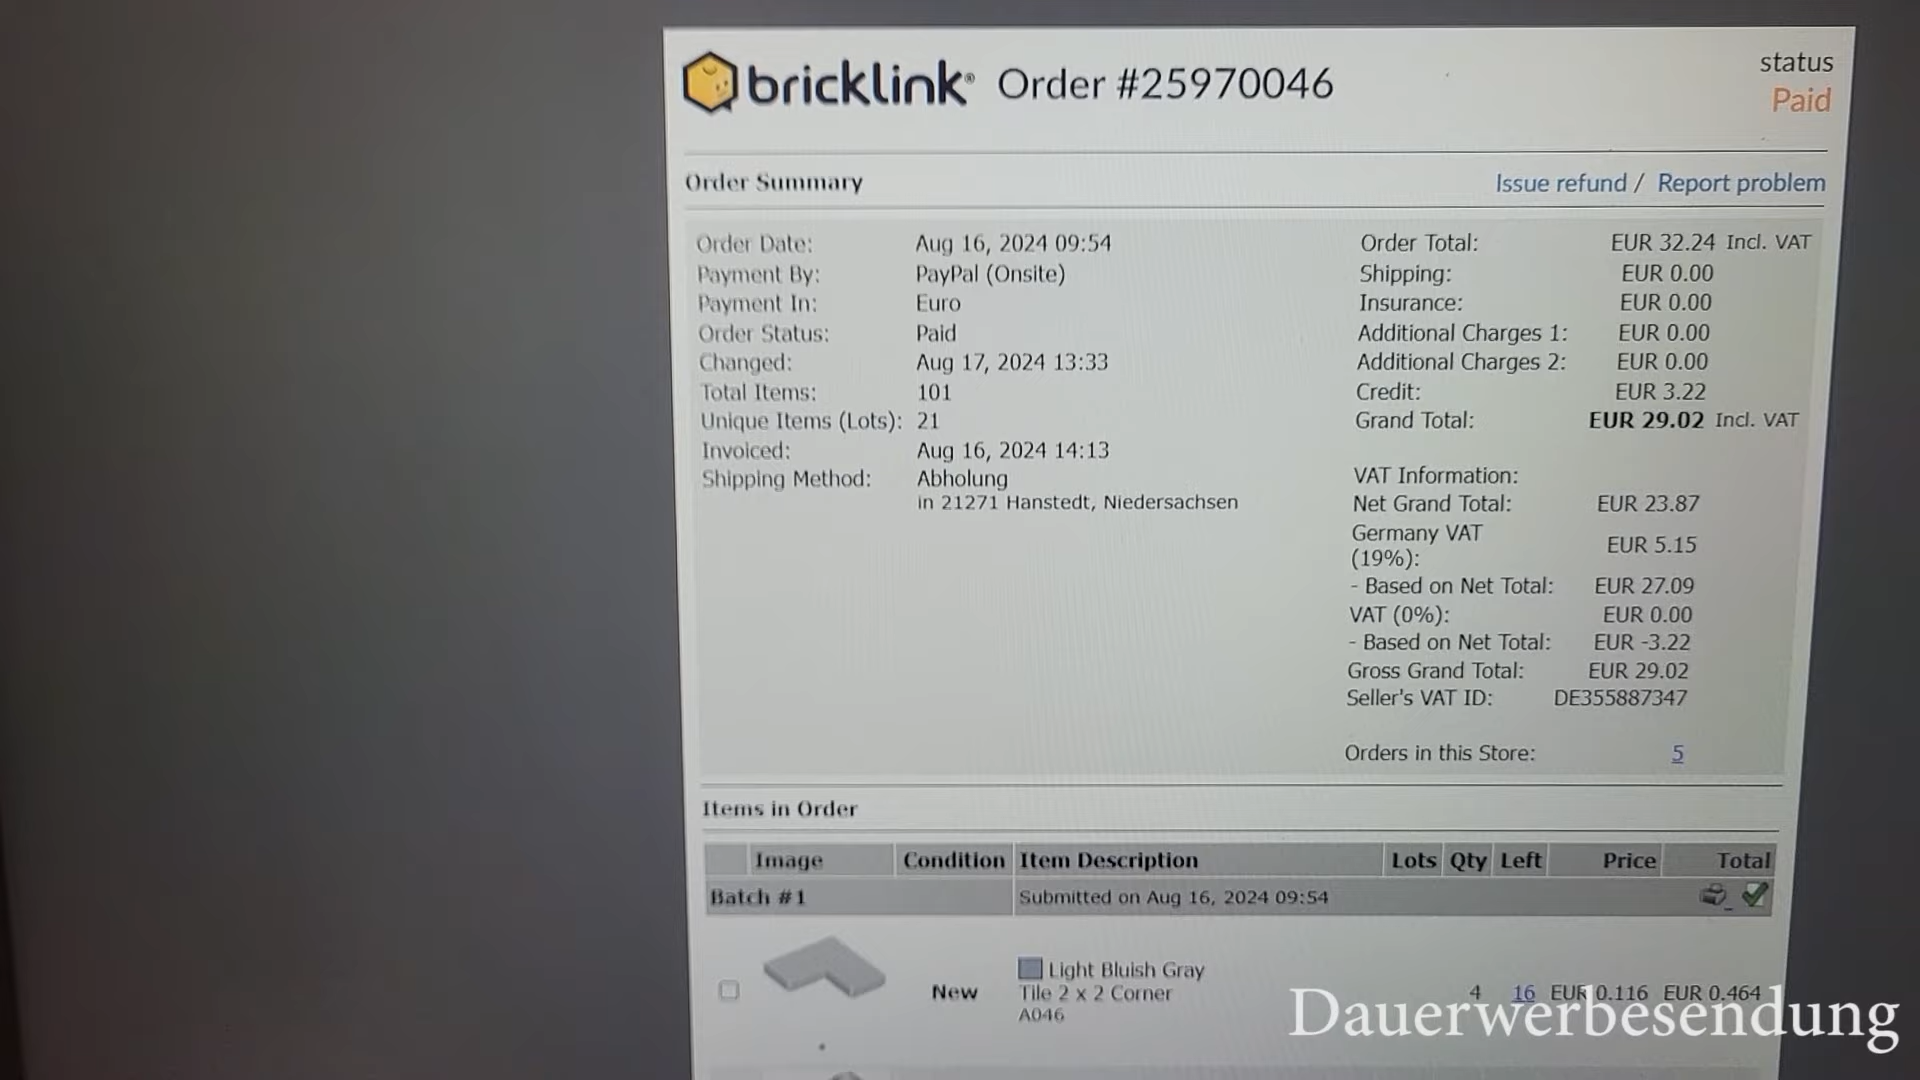 bricklink® Order #25970046
status
Paid
Order Summary
Issue refund / Report problem
Order Date: Aug 16, 2024 09:54
Payment By: PayPal (Onsite)
Payment In: Euro
Order Status: Paid
Changed: Aug 17, 2024 13:33
Total Items: 101
Unique Items (Lots): 21
Invoiced: Aug 16, 2024 14:13
Shipping Method: Abholung
in 21271 Hanstedt, Niedersachsen
Order Total: EUR 32.24 Incl. VAT
Shipping: EUR 0.00
Insurance: EUR 0.00
Additional Charges 1: EUR 0.00
Additional Charges 2: EUR 0.00
Credit: EUR 3.22
Grand Total: EUR 29.02 Incl. VAT
VAT Information:
Net Grand Total: EUR 23.87
Germany VAT
(19%): EUR 5.15
- Based on Net Total: EUR 27.09
VAT (0%): EUR 0.00
- Based on Net Total: EUR -3.22
Gross Grand Total: EUR 29.02
Seller's VAT ID: DE355887347
Orders in this Store: 5
Items in Order
Image Condition Item Description Lots Qty Left Price Total
Batch #1 Submitted on Aug 16, 2024 09:54
Light Bluish Gray
New Tile 2 x 2 Corner 4 16 EUR 0.116 EUR 0.464
A046
Dauerwerbesendung